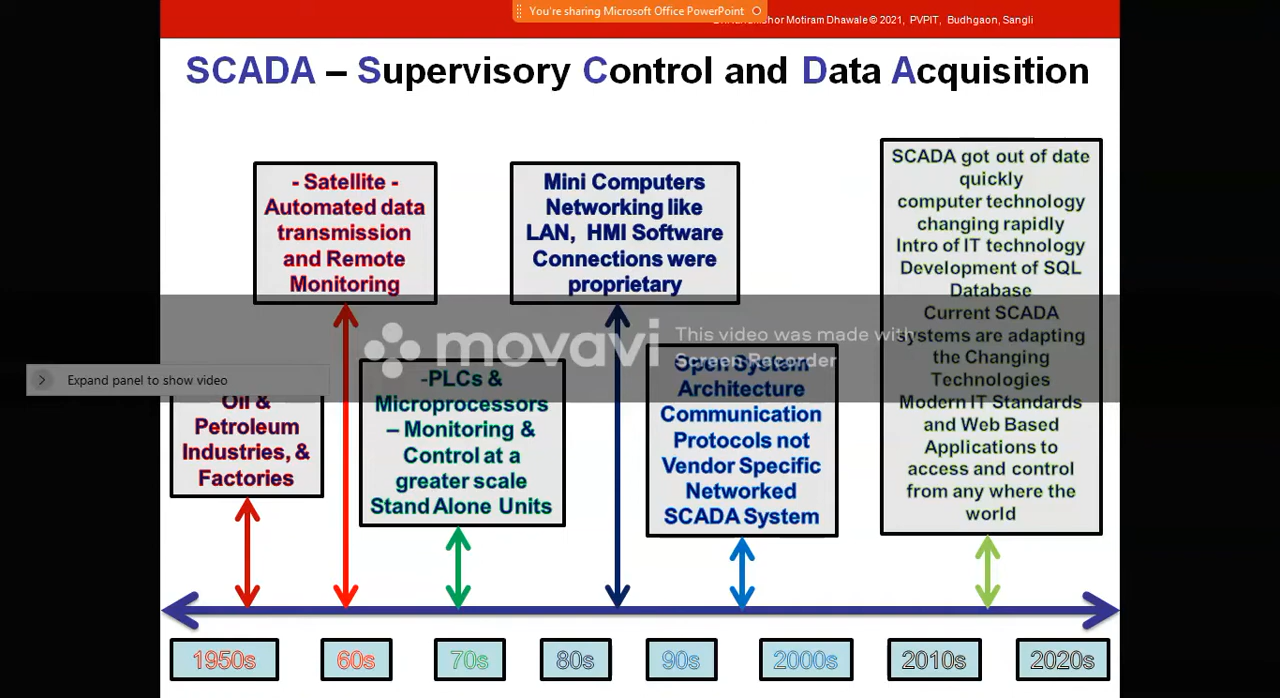 You're sharing Microsoft Office PowerPoint
Motiram Dhawale © 2021, PVPIT, Budhgaon, Sangli
SCADA – Supervisory Control and Data Acquisition
- Satellite -
Automated data
transmission
and Remote
Monitoring
Mini Computers
Networking like
LAN, HMI Software
Connections were
proprietary
SCADA got out of date
quickly
computer technology
changing rapidly
Intro of IT technology
Development of SQL
Database
Current SCADA
systems are adapting
the Changing
Technologies
Modern IT Standards
and Web Based
Applications to
access and control
from any where the
world
movavi
This video was made with
Screen Recorder
Expand panel to show video
Oil &
Petroleum
Industries, &
Factories
-PLCs &
Microprocessors
– Monitoring &
Control at a
greater scale
Stand Alone Units
Open System
Architecture
Communication
Protocols not
Vendor Specific
Networked
SCADA System
1950s
60s
70s
80s
90s
2000s
2010s
2020s